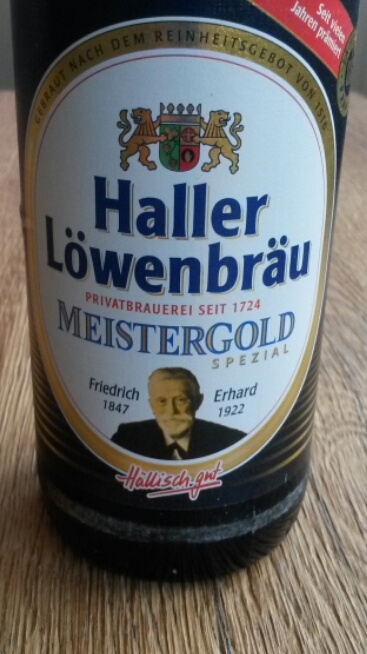 Seit vielen
Jahren prämiert
GEBRAUT NACH DEM REINHEITSGEBOT VON 1516
Haller
Löwenbräu
PRIVATBRAUEREI SEIT 1724
MEISTERGOLD
SPEZIAL
Friedrich Erhard
1847 1922
Hällisch gut